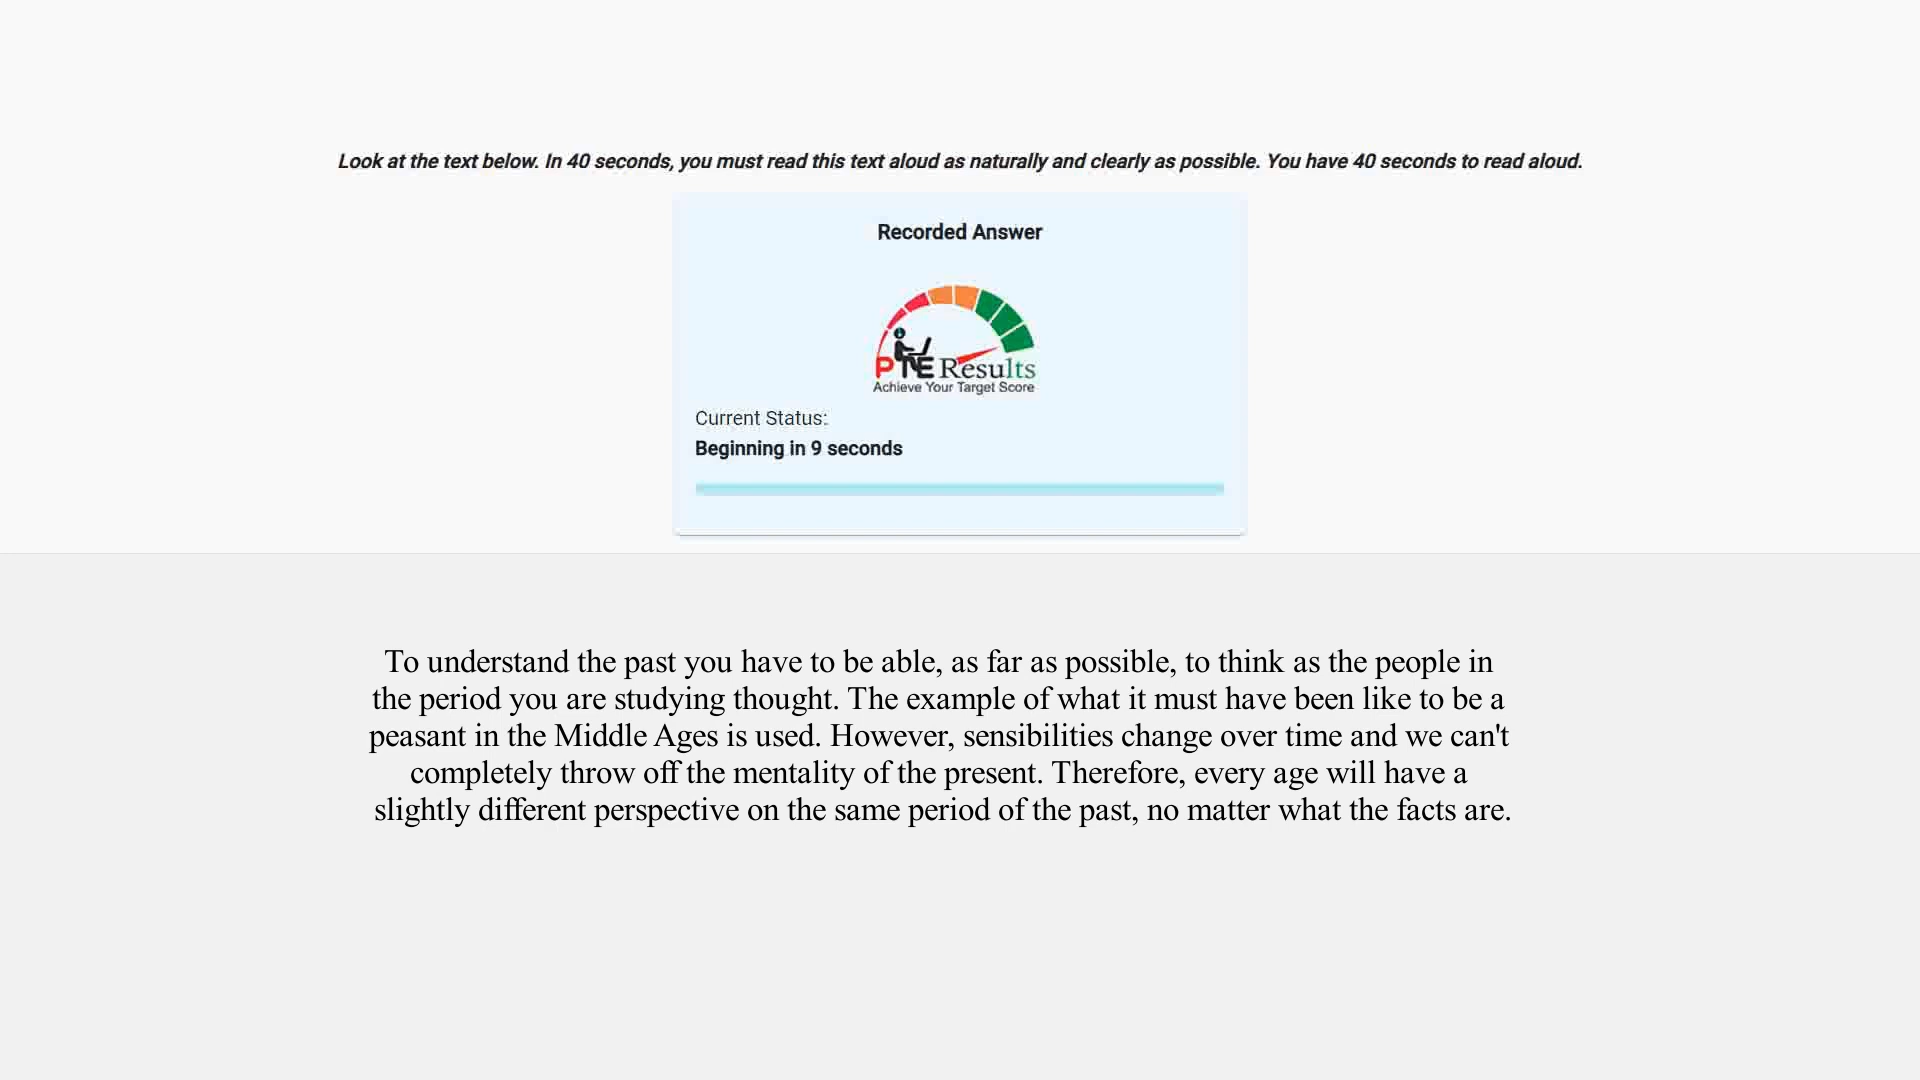 Look at the text below. In 40 seconds, you must read this text aloud as naturally and clearly as possible. You have 40 seconds to read aloud.
Recorded Answer
PTE Results
Achieve Your Target Score
Current Status:
Beginning in 9 seconds
To understand the past you have to be able, as far as possible, to think as the people in
the period you are studying thought. The example of what it must have been like to be a
peasant in the Middle Ages is used. However, sensibilities change over time and we can't
completely throw off the mentality of the present. Therefore, every age will have a
slightly different perspective on the same period of the past, no matter what the facts are.